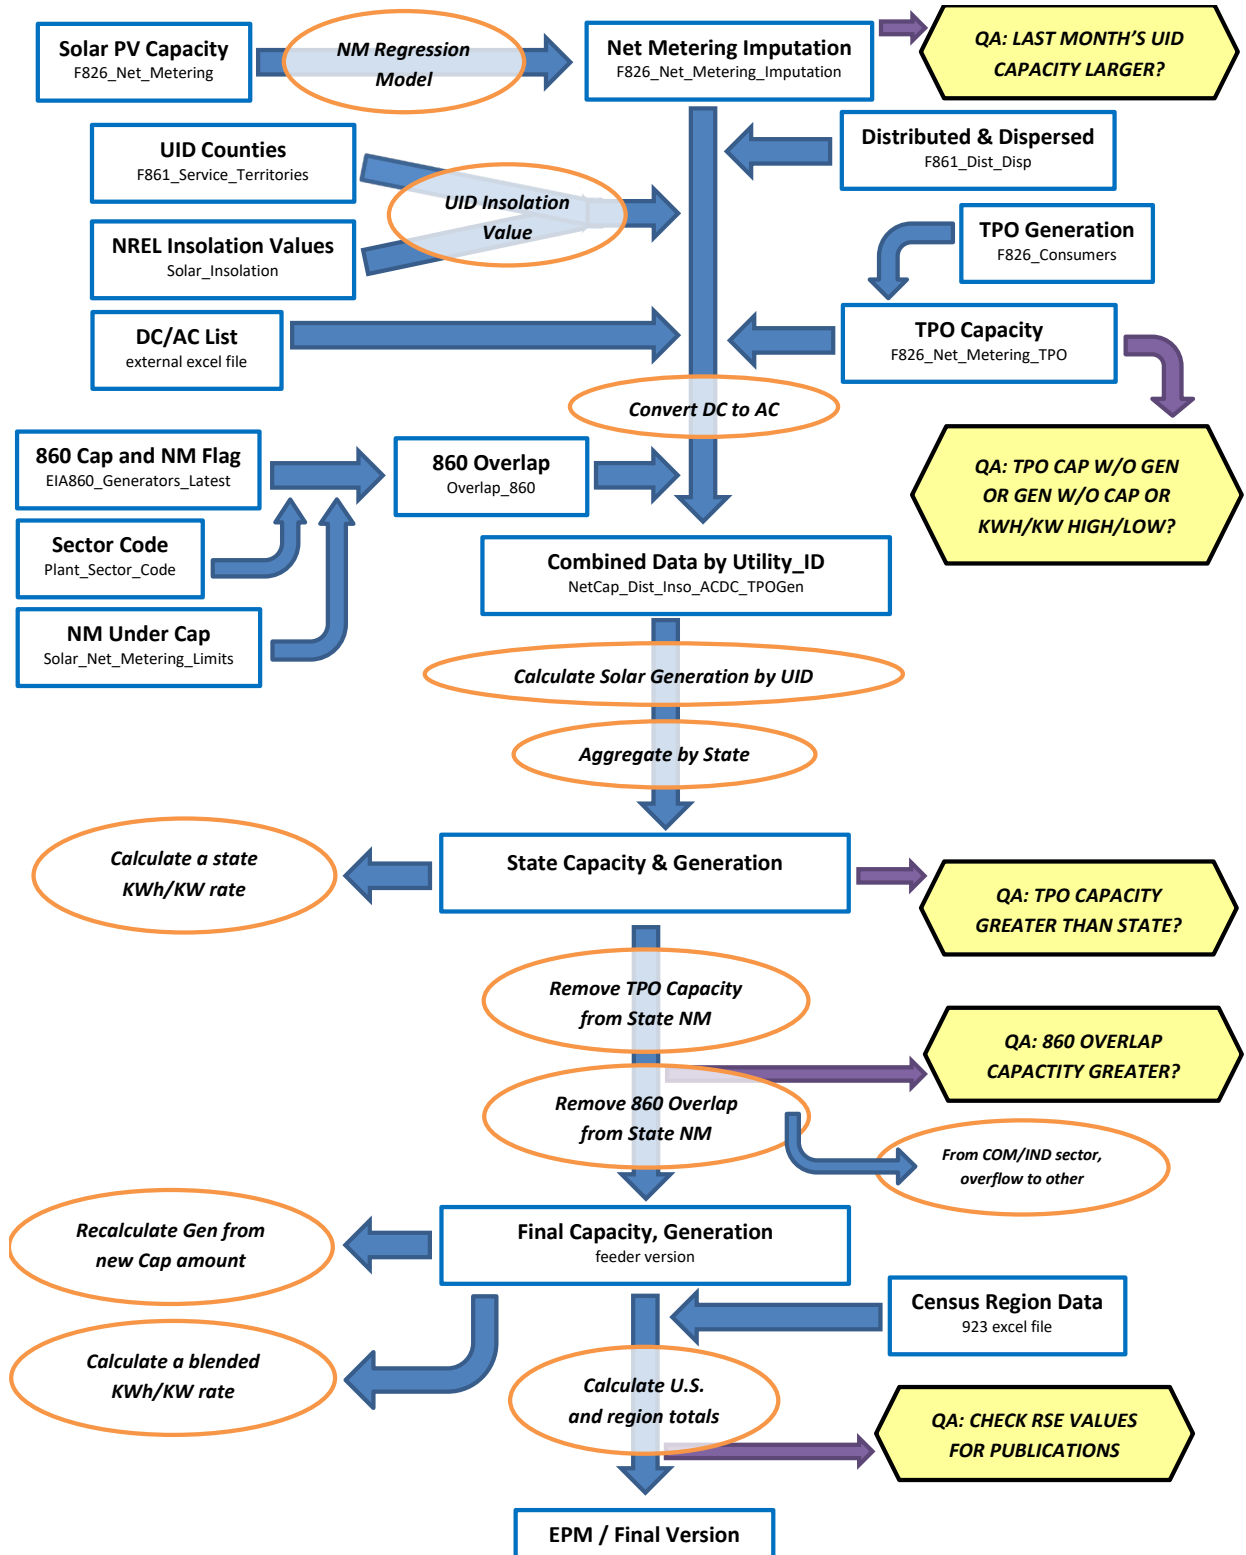 Solar PV Capacity
F826_Net_Metering
NM Regression
Model
Net Metering Imputation
F826_Net_Metering_Imputation
QA: LAST MONTH'S UID
CAPACITY LARGER?
UID Counties
F861_Service_Territories
Distributed & Dispersed
F861_Dist_Disp
UID Insolation
Value
NREL Insolation Values
Solar_Insolation
TPO Generation
F826_Consumers
DC/AC List
external excel file
TPO Capacity
F826_Net_Metering_TPO
Convert DC to AC
860 Cap and NM Flag
EIA860_Generators_Latest
860 Overlap
Overlap_860
QA: TPO CAP W/O GEN
OR GEN W/O CAP OR
KWH/KW HIGH/LOW?
Sector Code
Plant_Sector_Code
Combined Data by Utility_ID
NetCap_Dist_Inso_ACDC_TPOGen
NM Under Cap
Solar_Net_Metering_Limits
Calculate Solar Generation by UID
Aggregate by State
Calculate a state
KWh/KW rate
State Capacity & Generation
QA: TPO CAPACITY
GREATER THAN STATE?
Remove TPO Capacity
from State NM
QA: 860 OVERLAP
CAPACTITY GREATER?
Remove 860 Overlap
from State NM
From COM/IND sector,
overflow to other
Recalculate Gen from
new Cap amount
Final Capacity, Generation
feeder version
Census Region Data
923 excel file
Calculate a blended
KWh/KW rate
Calculate U.S.
and region totals
QA: CHECK RSE VALUES
FOR PUBLICATIONS
EPM / Final Version